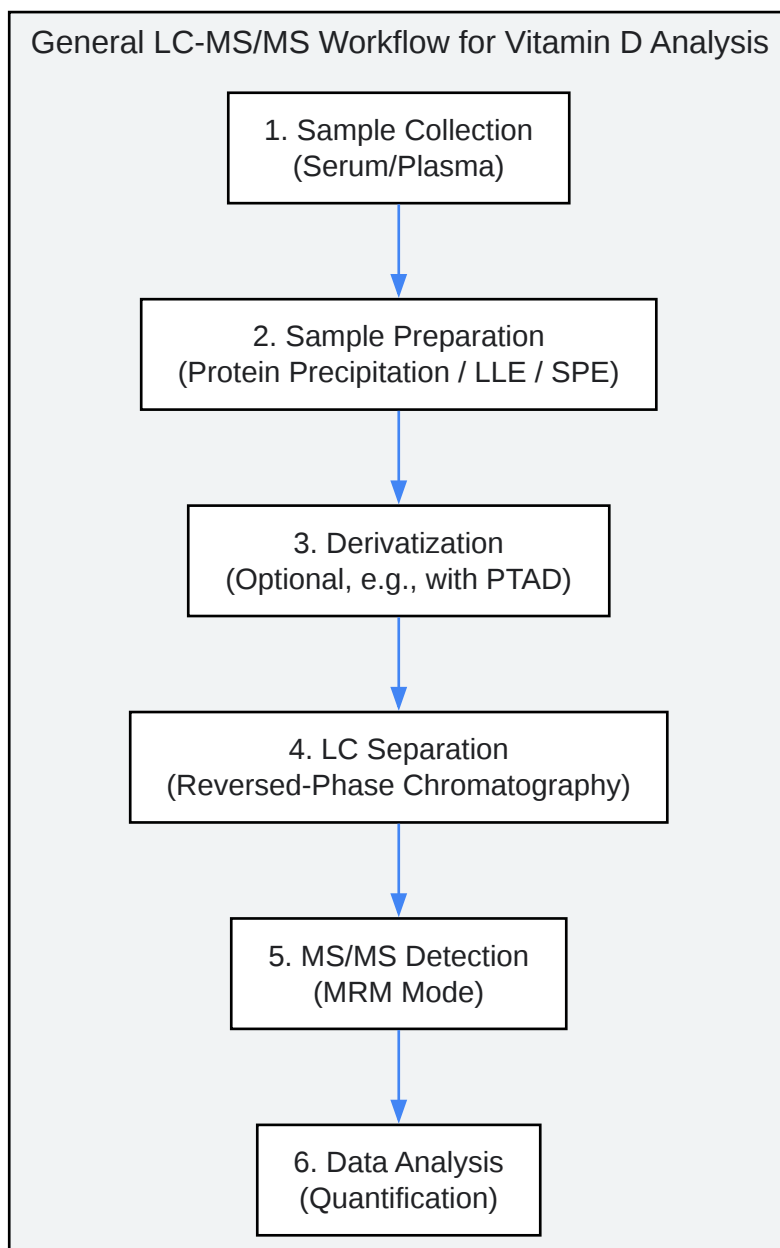 General LC-MS/MS Workflow for Vitamin D Analysis
1. Sample Collection
(Serum/Plasma)
2. Sample Preparation
(Protein Precipitation / LLE / SPE)
3. Derivatization
(Optional, e.g., with PTAD)
4. LC Separation
(Reversed-Phase Chromatography)
5. MS/MS Detection
(MRM Mode)
6. Data Analysis
(Quantification)